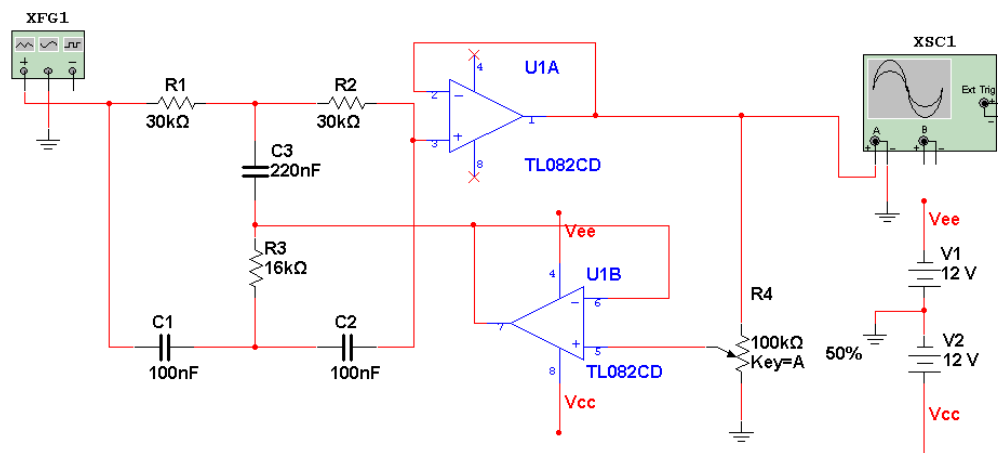 XFG1
XSC1
R1
30kΩ
R2
30kΩ
U1A
4
2
3
1
8
TL082CD
Ext Trig
A
B
C3
220nF
R3
16kΩ
Vee
4
U1B
6
7
5
8
TL082CD
Vcc
C1
100nF
C2
100nF
R4
100kΩ
Key=A
50%
Vee
V1
12 V
V2
12 V
Vcc